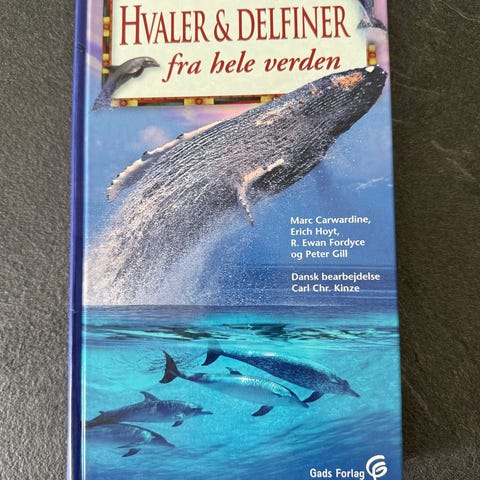 HVALER & DELFINER
fra hele verden
Marc Carwardine,
Erich Hoyt,
R. Ewan Fordyce
og Peter Gill
Dansk bearbejdelse
Carl Chr. Kinze
Gads Forlag